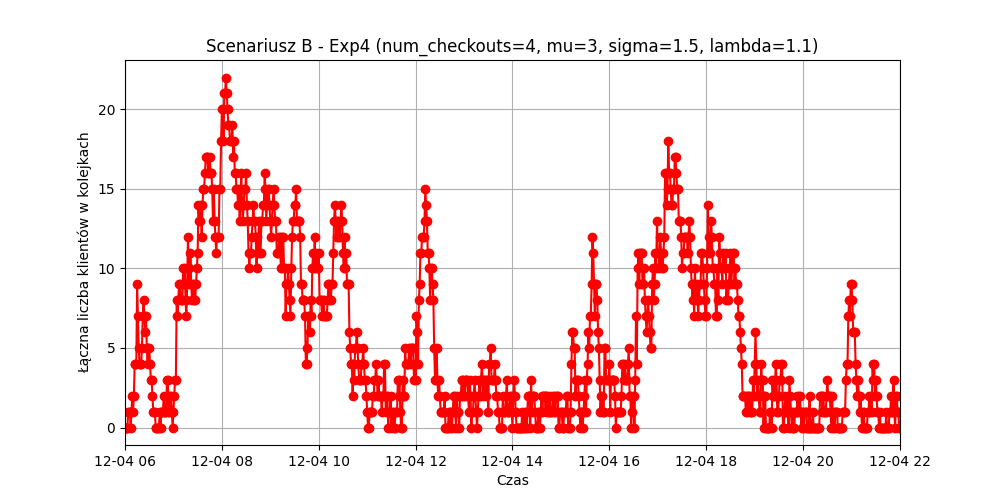 Scenariusz B - Exp4 (num_checkouts=4, mu=3, sigma=1.5, lambda=1.1)
Łączna liczba klientów w kolejkach
20
15
10
5
0
12-04 06 12-04 08 12-04 10 12-04 12 12-04 14 12-04 16 12-04 18 12-04 20 12-04 22
Czas